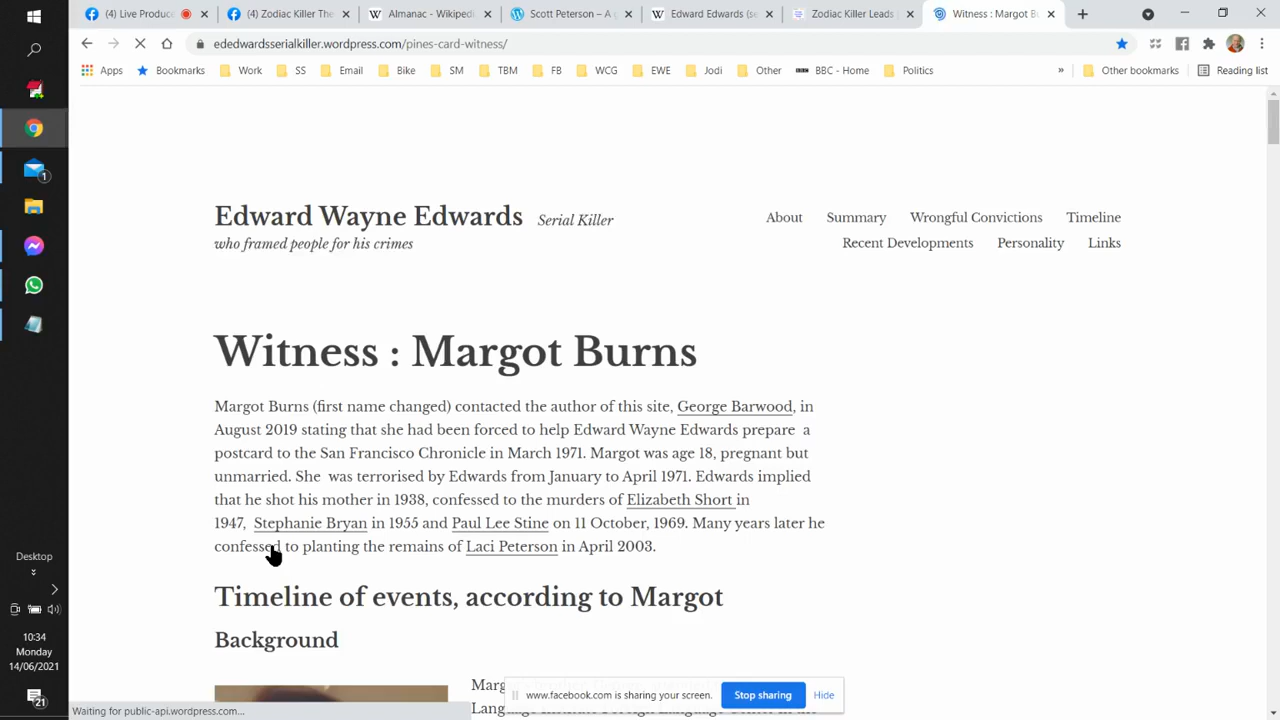 (4) Live Produce
(4) Zodiac Killer The
Almanac - Wikiped
Scott Peterson – A
Edward Edwards (se
Zodiac Killer Leads
Witness : Margot Bu
ededwardsserialkiller.wordpress.com/pines-card-witness/
Apps Bookmarks Work SS Email Bike SM TBM FB WCG EWE Jodi Other BBC - Home Politics » Other bookmarks Reading list
Edward Wayne Edwards Serial Killer
who framed people for his crimes
About Summary Wrongful Convictions Timeline
Recent Developments Personality Links
Witness : Margot Burns
Margot Burns (first name changed) contacted the author of this site, George Barwood, in
August 2019 stating that she had been forced to help Edward Wayne Edwards prepare a
postcard to the San Francisco Chronicle in March 1971. Margot was age 18, pregnant but
unmarried. She was terrorised by Edwards from January to April 1971. Edwards implied
that he shot his mother in 1938, confessed to the murders of Elizabeth Short in
1947, Stephanie Bryan in 1955 and Paul Lee Stine on 11 October, 1969. Many years later he
confessed to planting the remains of Laci Peterson in April 2003.
Timeline of events, according to Margot
Background
www.facebook.com is sharing your screen. Stop sharing Hide
Waiting for public-api.wordpress.com...
1
Desktop
10:34
Monday
14/06/2021
21